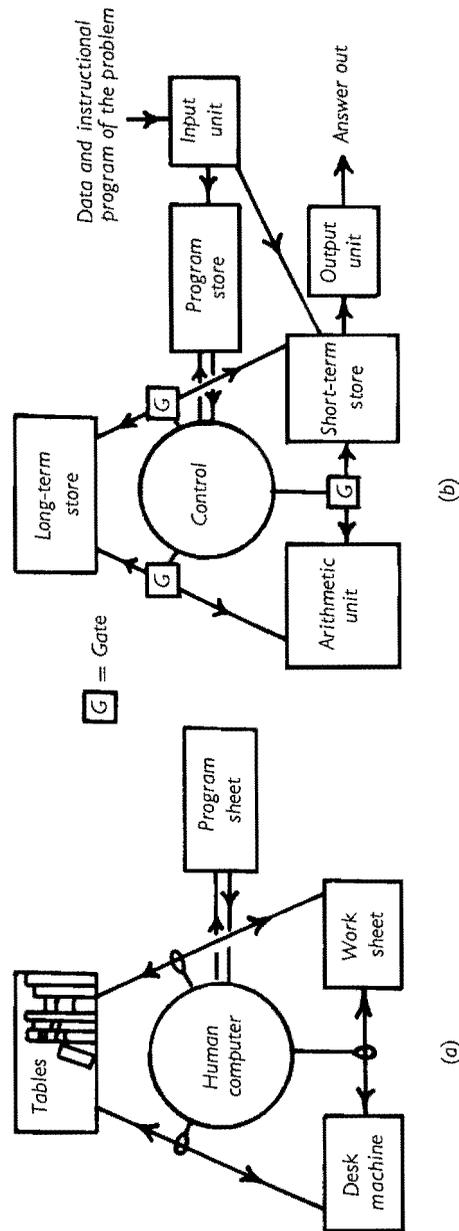 Tables
Human
computer
Program
sheet
Desk
machine
Work
sheet
(a)
G = Gate
Long-term
store
G
G
Control
G
Program
store
Data and instructional
program of the problem
Input
unit
Arithmetic
unit
Short-term
store
Output
unit
Answer out
(b)